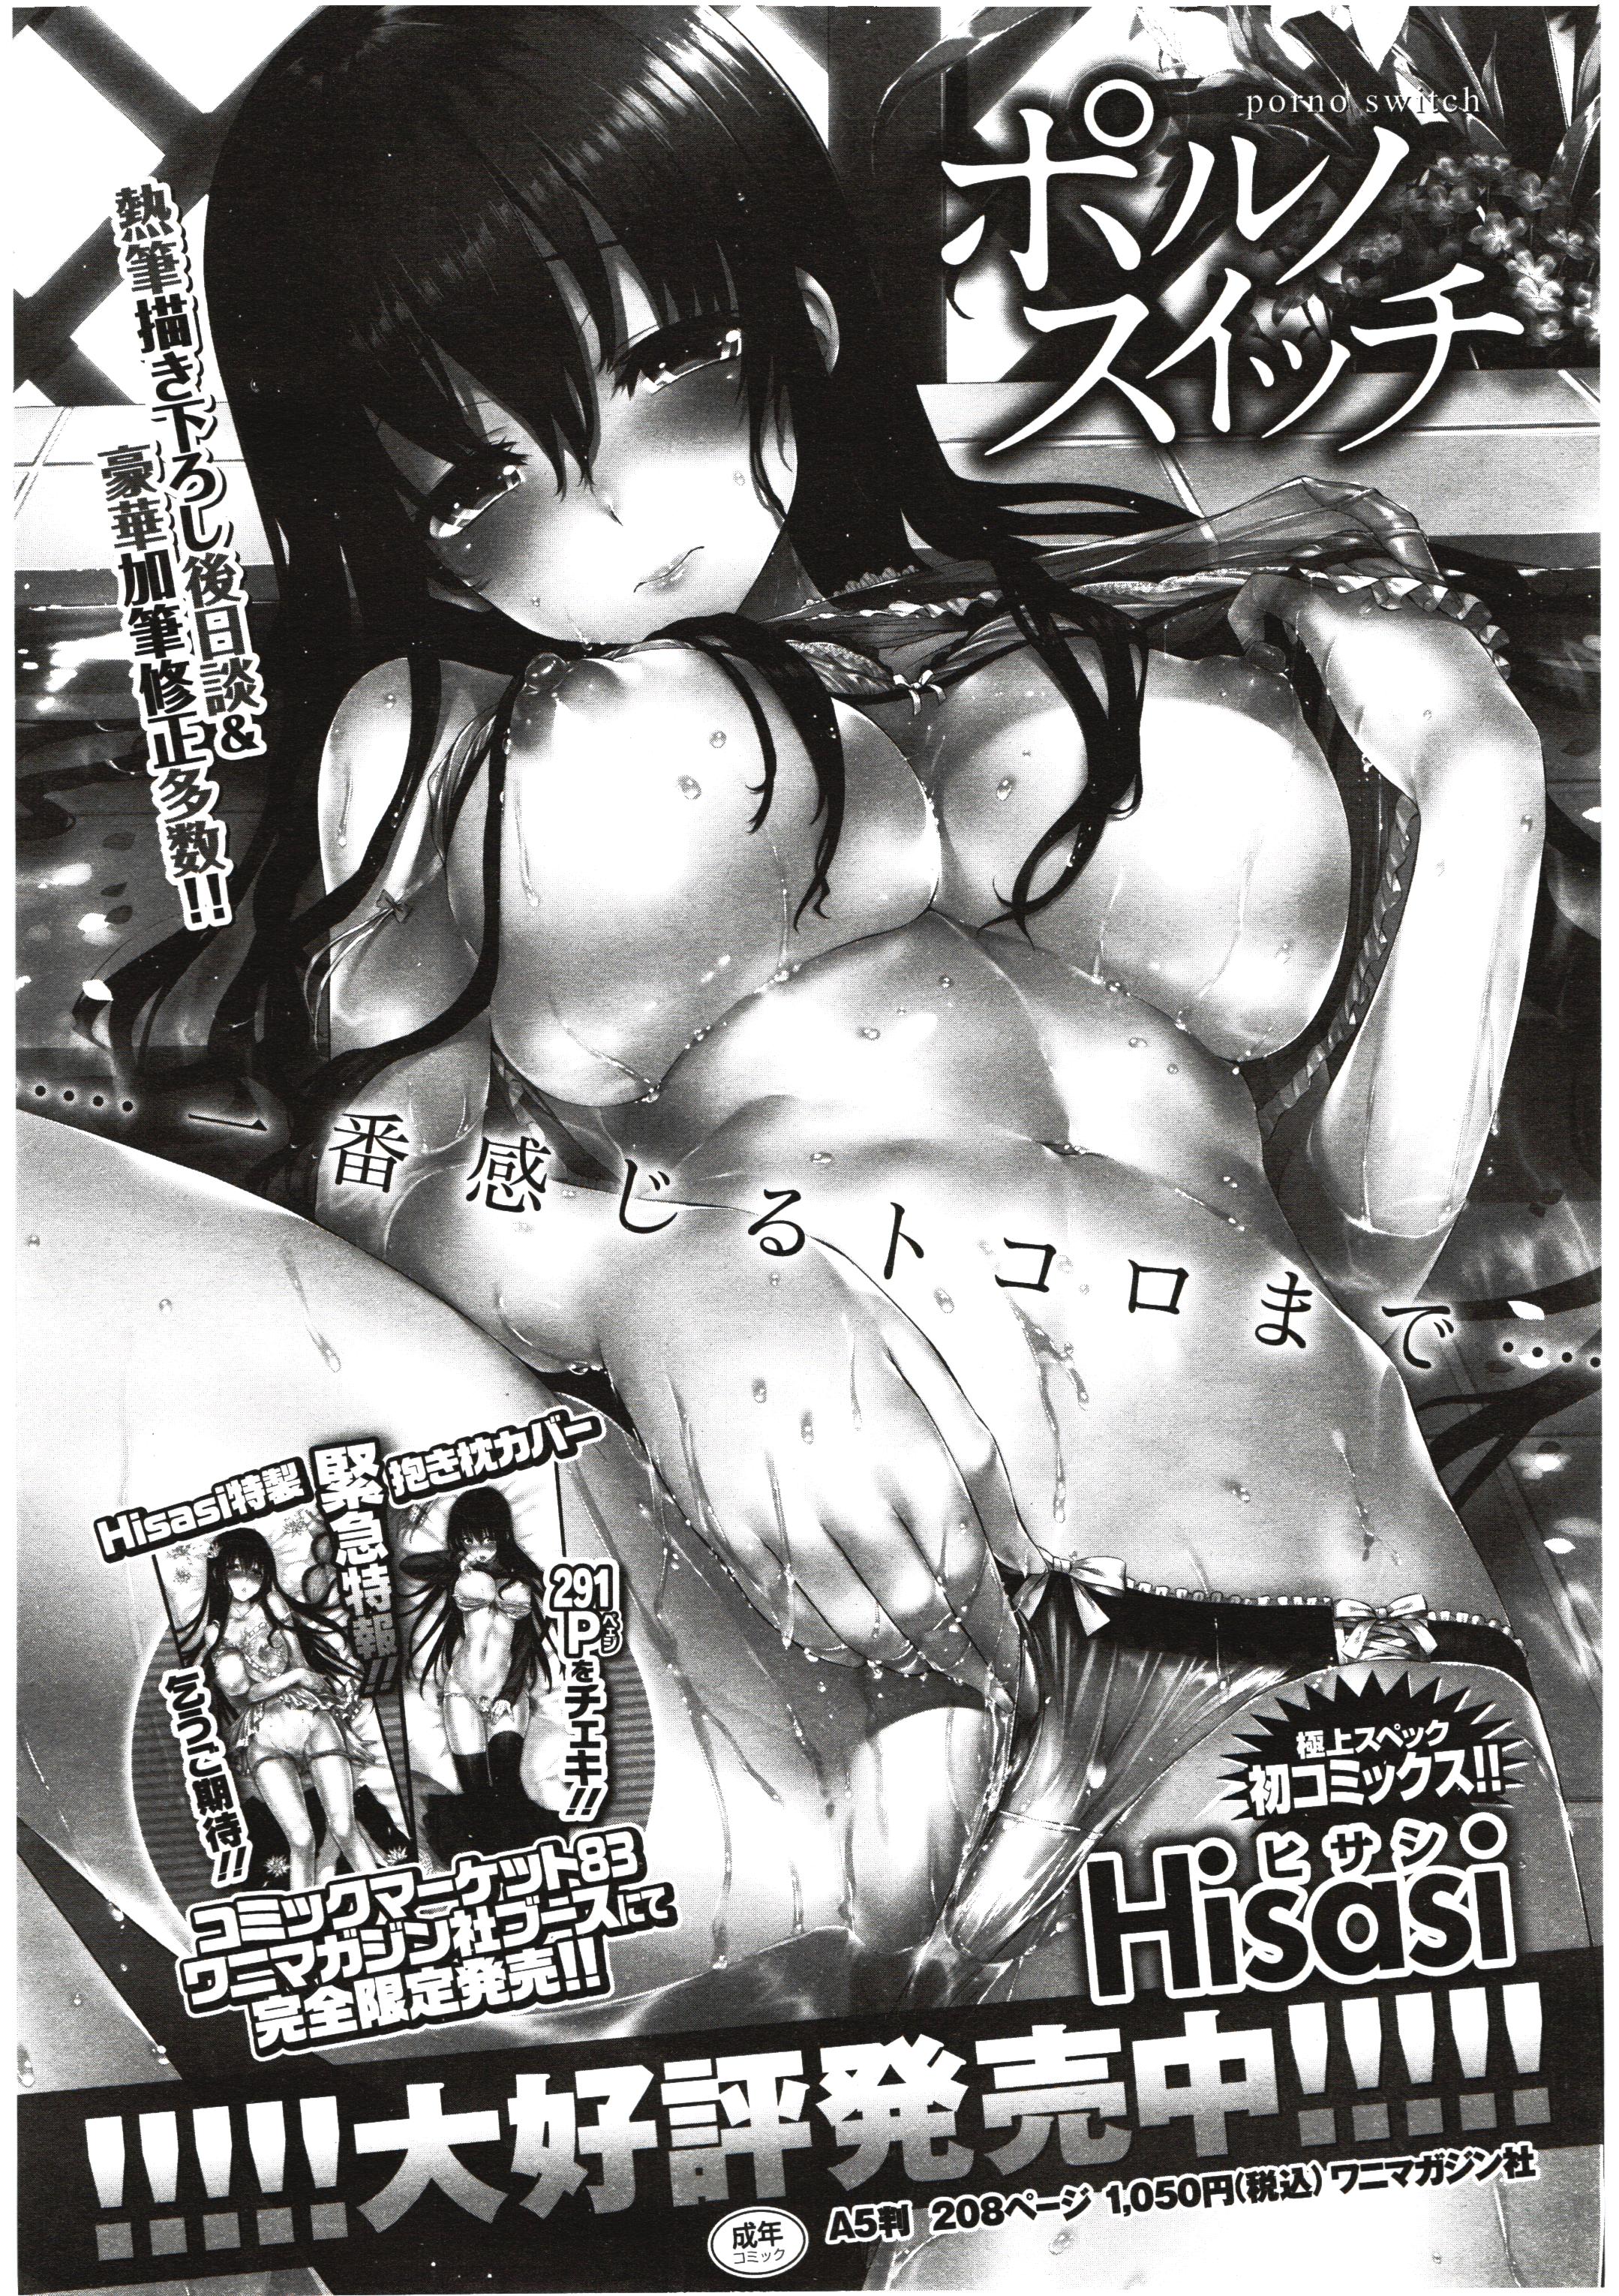 porno switch
ポルノ
スイッチ
熱筆描き下ろし後日談&
豪華加筆修正多数!!
‥‥一番感じるトコロまで‥‥
Hisasi特製
緊急特報!!
抱き枕カバー
291Pをチェキ!!
ページ
乞うご期待!!
コミックマーケット83
ワニマガジン社ブースにて
完全限定発売!!
極上スペック
初コミックス!!
ヒサシ
Hisasi
!!!!!大好評発売中!!!!!
成年
コミック
A5判 208ページ 1,050円(税込) ワニマガジン社